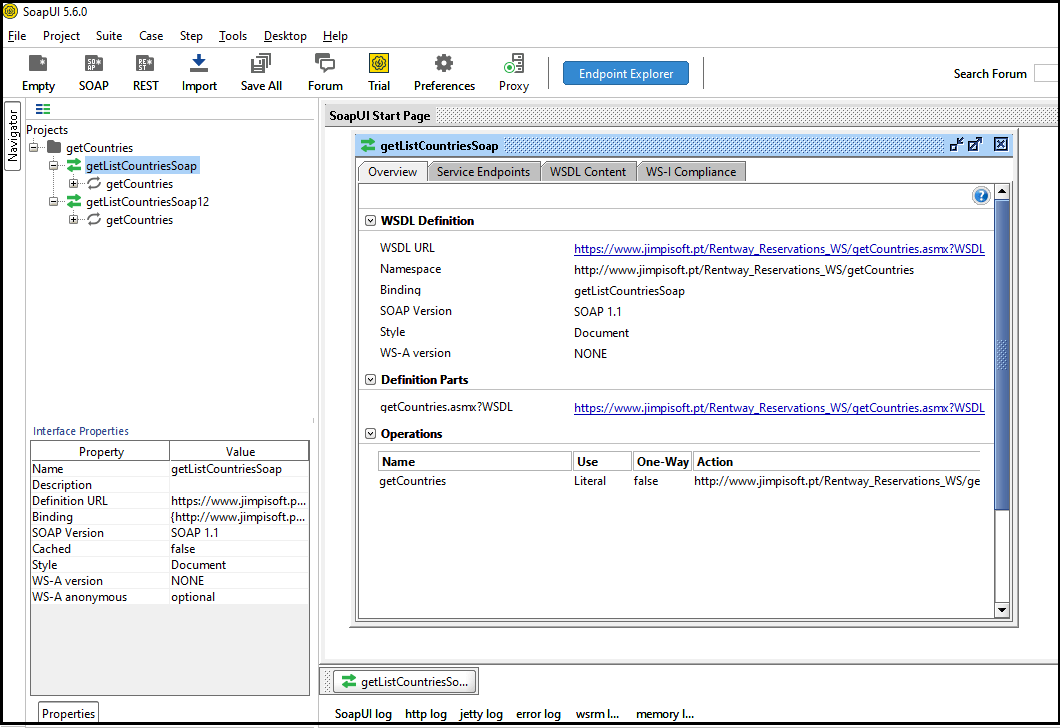 SoapUI 5.6.0
File Project Suite Case Step Tools Desktop Help
Empty SOAP REST Import Save All Forum Trial Preferences Proxy Endpoint Explorer Search Forum
Navigator
Projects
getCountries
getListCountriesSoap
getCountries
getListCountriesSoap12
getCountries
Interface Properties
Property Value
Name getListCountriesSoap
Description
Definition URL https://www.jimpisoft.p...
Binding {http://www.jimpisoft.p...
SOAP Version SOAP 1.1
Cached false
Style Document
WS-A version NONE
WS-A anonymous optional
Properties
SoapUI Start Page
getListCountriesSoap
Overview Service Endpoints WSDL Content WS-I Compliance
WSDL Definition
WSDL URL https://www.jimpisoft.pt/Rentway_Reservations_WS/getCountries.asmx?WSDL
Namespace http://www.jimpisoft.pt/Rentway_Reservations_WS/getCountries
Binding getListCountriesSoap
SOAP Version SOAP 1.1
Style Document
WS-A version NONE
Definition Parts
getCountries.asmx?WSDL https://www.jimpisoft.pt/Rentway_Reservations_WS/getCountries.asmx?WSDL
Operations
Name Use One-Way Action
getCountries Literal false http://www.jimpisoft.pt/Rentway_Reservations_WS/ge
getListCountriesSo...
SoapUI log http log jetty log error log wsrm l... memory l...